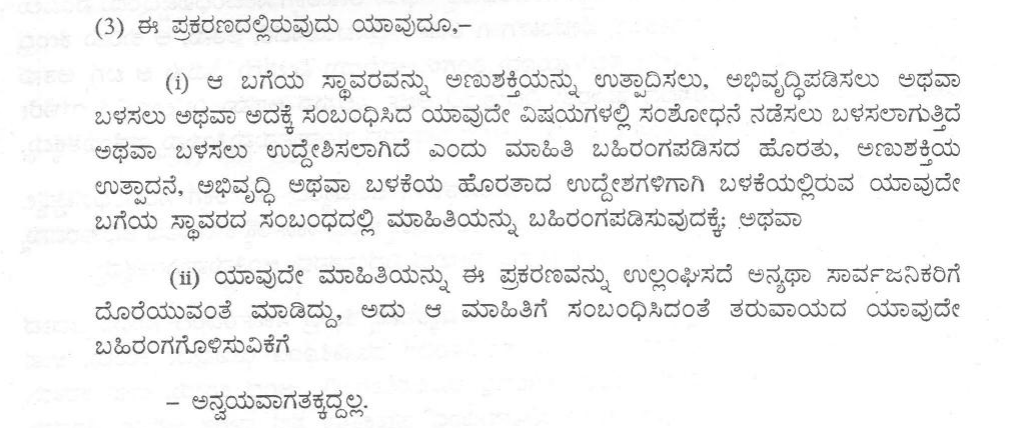 (3) ಈ ಪ್ರಕರಣದಲ್ಲಿರುವುದು ಯಾವುದೂ,–
(i) ಆ ಬಗೆಯ ಸ್ಥಾವರವನ್ನು ಅಣುಶಕ್ತಿಯನ್ನು ಉತ್ಪಾದಿಸಲು, ಅಭಿವೃದ್ಧಿಪಡಿಸಲು ಅಥವಾ
ಬಳಸಲು ಅಥವಾ ಅದಕ್ಕೆ ಸಂಬಂಧಿಸಿದ ಯಾವುದೇ ವಿಷಯಗಳಲ್ಲಿ ಸಂಶೋಧನೆ ನಡೆಸಲು ಬಳಸಲಾಗುತ್ತಿದೆ
ಅಥವಾ ಬಳಸಲು ಉದ್ದೇಶಿಸಲಾಗಿದೆ ಎಂದು ಮಾಹಿತಿ ಬಹಿರಂಗಪಡಿಸದ ಹೊರತು, ಅಣುಶಕ್ತಿಯ
ಉತ್ಪಾದನೆ, ಅಭಿವೃದ್ಧಿ ಅಥವಾ ಬಳಕೆಯ ಹೊರತಾದ ಉದ್ದೇಶಗಳಿಗಾಗಿ ಬಳಕೆಯಲ್ಲಿರುವ ಯಾವುದೇ
ಬಗೆಯ ಸ್ಥಾವರದ ಸಂಬಂಧದಲ್ಲಿ ಮಾಹಿತಿಯನ್ನು ಬಹಿರಂಗಪಡಿಸುವುದಕ್ಕೆ; ಅಥವಾ
(ii) ಯಾವುದೇ ಮಾಹಿತಿಯನ್ನು ಈ ಪ್ರಕರಣವನ್ನು ಉಲ್ಲಂಘಿಸದೆ ಅನ್ಯಥಾ ಸಾರ್ವಜನಿಕರಿಗೆ
ದೊರೆಯುವಂತೆ ಮಾಡಿದ್ದು, ಅದು ಆ ಮಾಹಿತಿಗೆ ಸಂಬಂಧಿಸಿದಂತೆ ತರುವಾಯದ ಯಾವುದೇ
ಬಹಿರಂಗಗೊಳಿಸುವಿಕೆಗೆ
– ಅನ್ವಯವಾಗತಕ್ಕದ್ದಲ್ಲ.